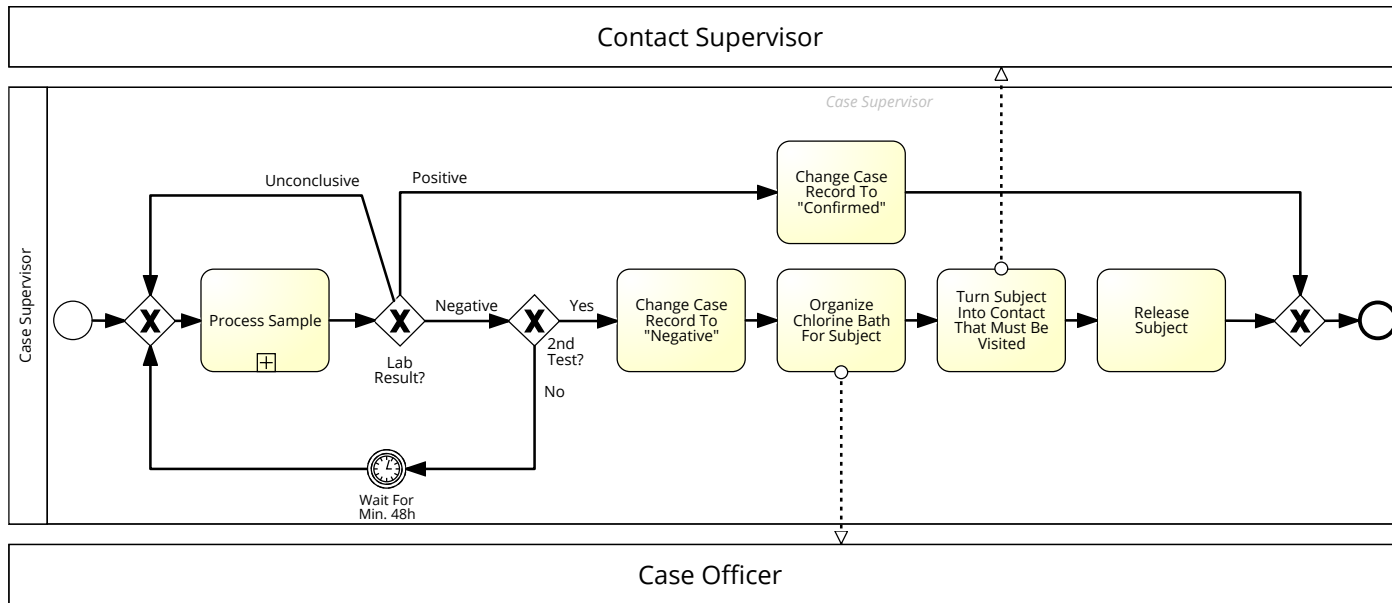 Contact Supervisor
Case Supervisor
Case Supervisor
Unconclusive
Positive
Change Case
Record To
"Confirmed"
Process Sample
Lab
Result?
Negative
2nd
Test?
Yes
No
Change Case
Record To
"Negative"
Organize
Chlorine Bath
For Subject
Turn Subject
Into Contact
That Must Be
Visited
Release
Subject
Wait For
Min. 48h
Case Officer